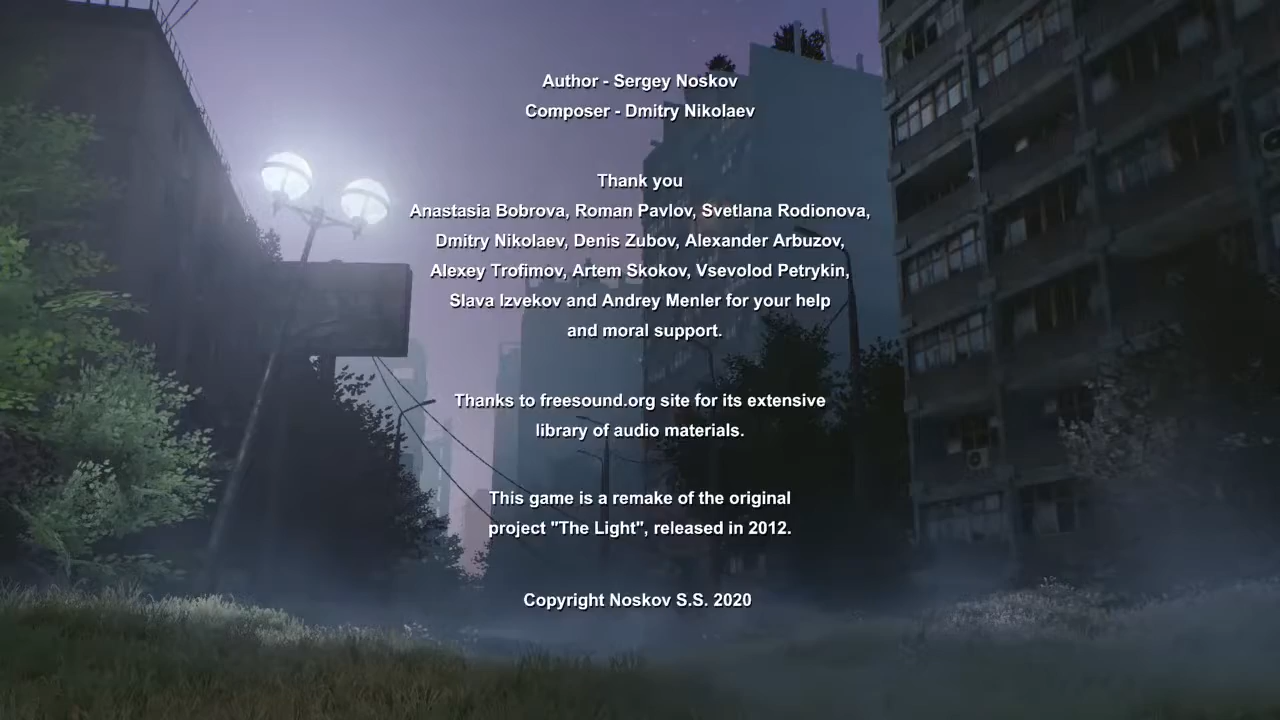 Author - Sergey Noskov
Composer - Dmitry Nikolaev
Thank you
Anastasia Bobrova, Roman Pavlov, Svetlana Rodionova,
Dmitry Nikolaev, Denis Zubov, Alexander Arbuzov,
Alexey Trofimov, Artem Skokov, Vsevolod Petrykin,
Slava Izvekov and Andrey Menler for your help
and moral support.
Thanks to freesound.org site for its extensive
library of audio materials.
This game is a remake of the original
project "The Light", released in 2012.
Copyright Noskov S.S. 2020